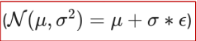 (𝒩(μ, σ²) = μ + σ ∗ ϵ)